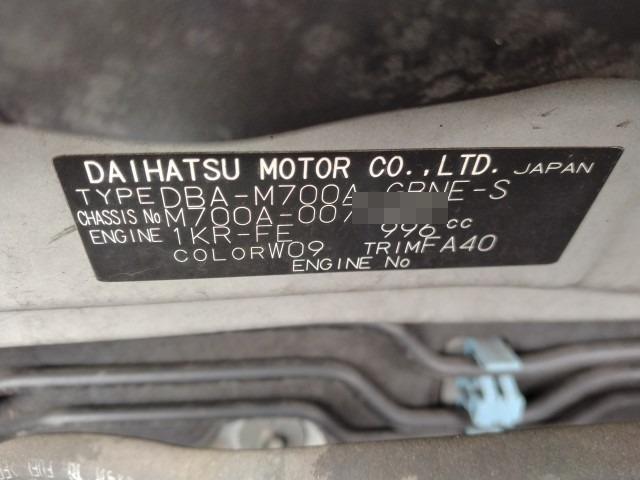 DAIHATSU MOTOR CO.,LTD. JAPAN
TYPE DBA-M700A-GBNE-S
CHASSIS No M700A-007
ENGINE 1KR-FE 996 cc
COLOR W09 TRIM FA40
ENGINE No